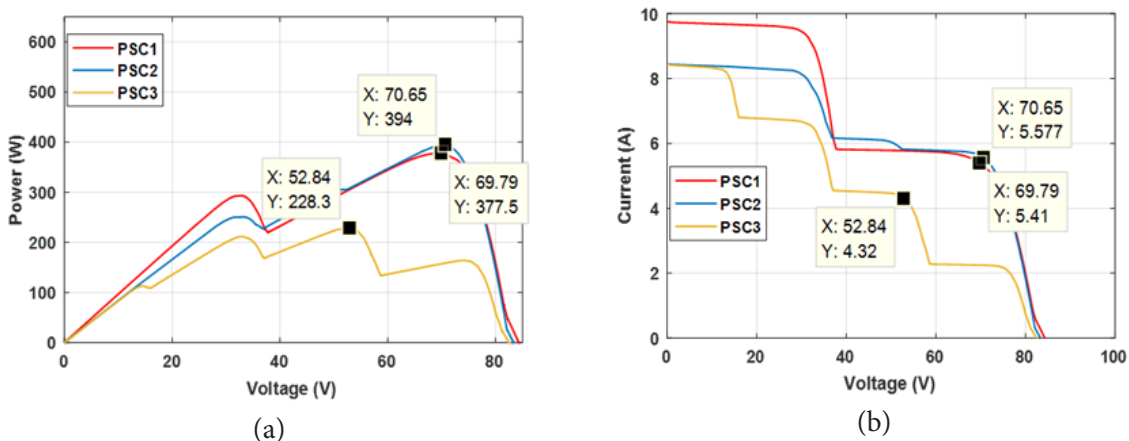 600
500
400
300
200
100
0
Power (W)
PSC1
PSC2
PSC3
X: 70.65
Y: 394
X: 52.84
Y: 228.3
X: 69.79
Y: 377.5
0
20
40
60
80
Voltage (V)
(a)
10
8
6
4
2
0
Current (A)
PSC1
PSC2
PSC3
X: 70.65
Y: 5.577
X: 69.79
Y: 5.41
X: 52.84
Y: 4.32
0
20
40
60
80
100
Voltage (V)
(b)